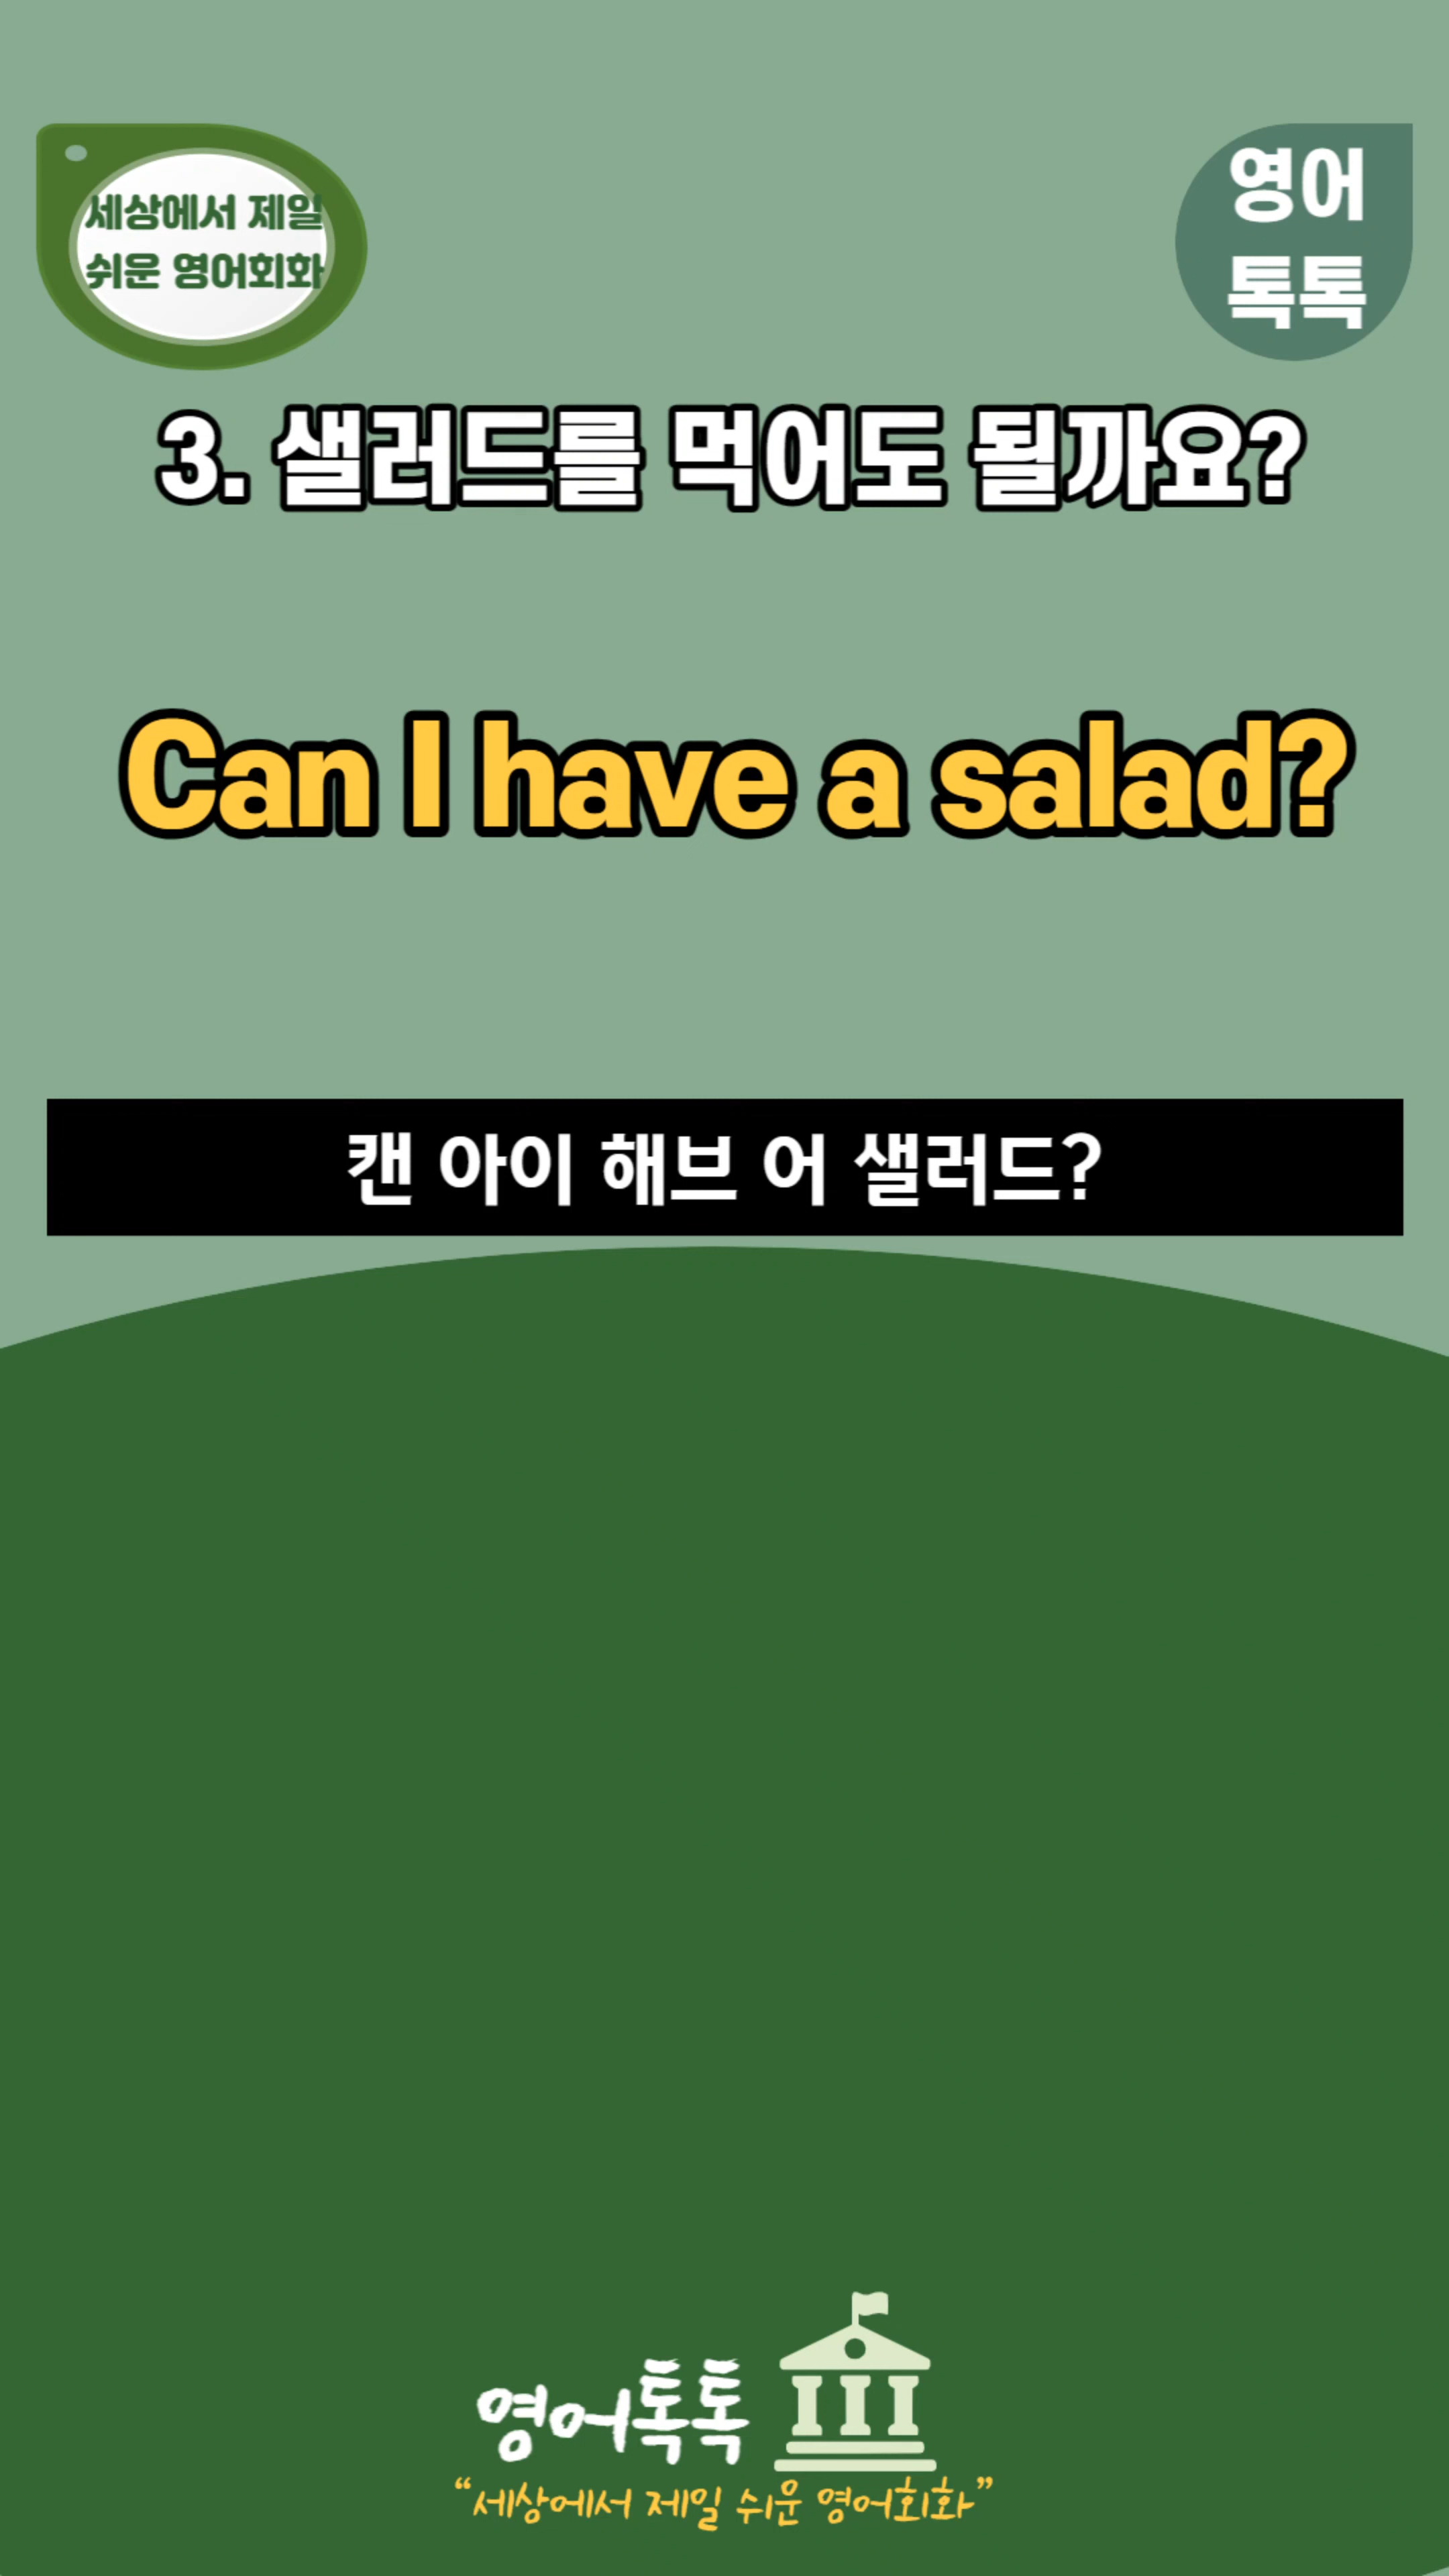 세상에서 제일
쉬운 영어회화
영어
톡톡
3. 샐러드를 먹어도 될까요?
Can I have a salad?
캔 아이 해브 어 샐러드?
영어톡톡
“세상에서 제일 쉬운 영어회화”